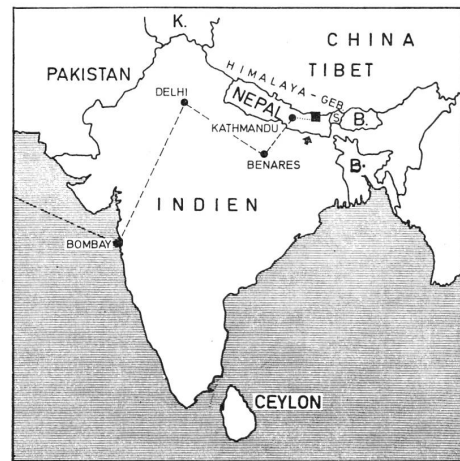 K.
CHINA
TIBET
PAKISTAN
HIMALAYA-GEB.
DELHI
NEPAL
S
B.
KATHMANDU
BENARES
B.
INDIEN
BOMBAY
CEYLON